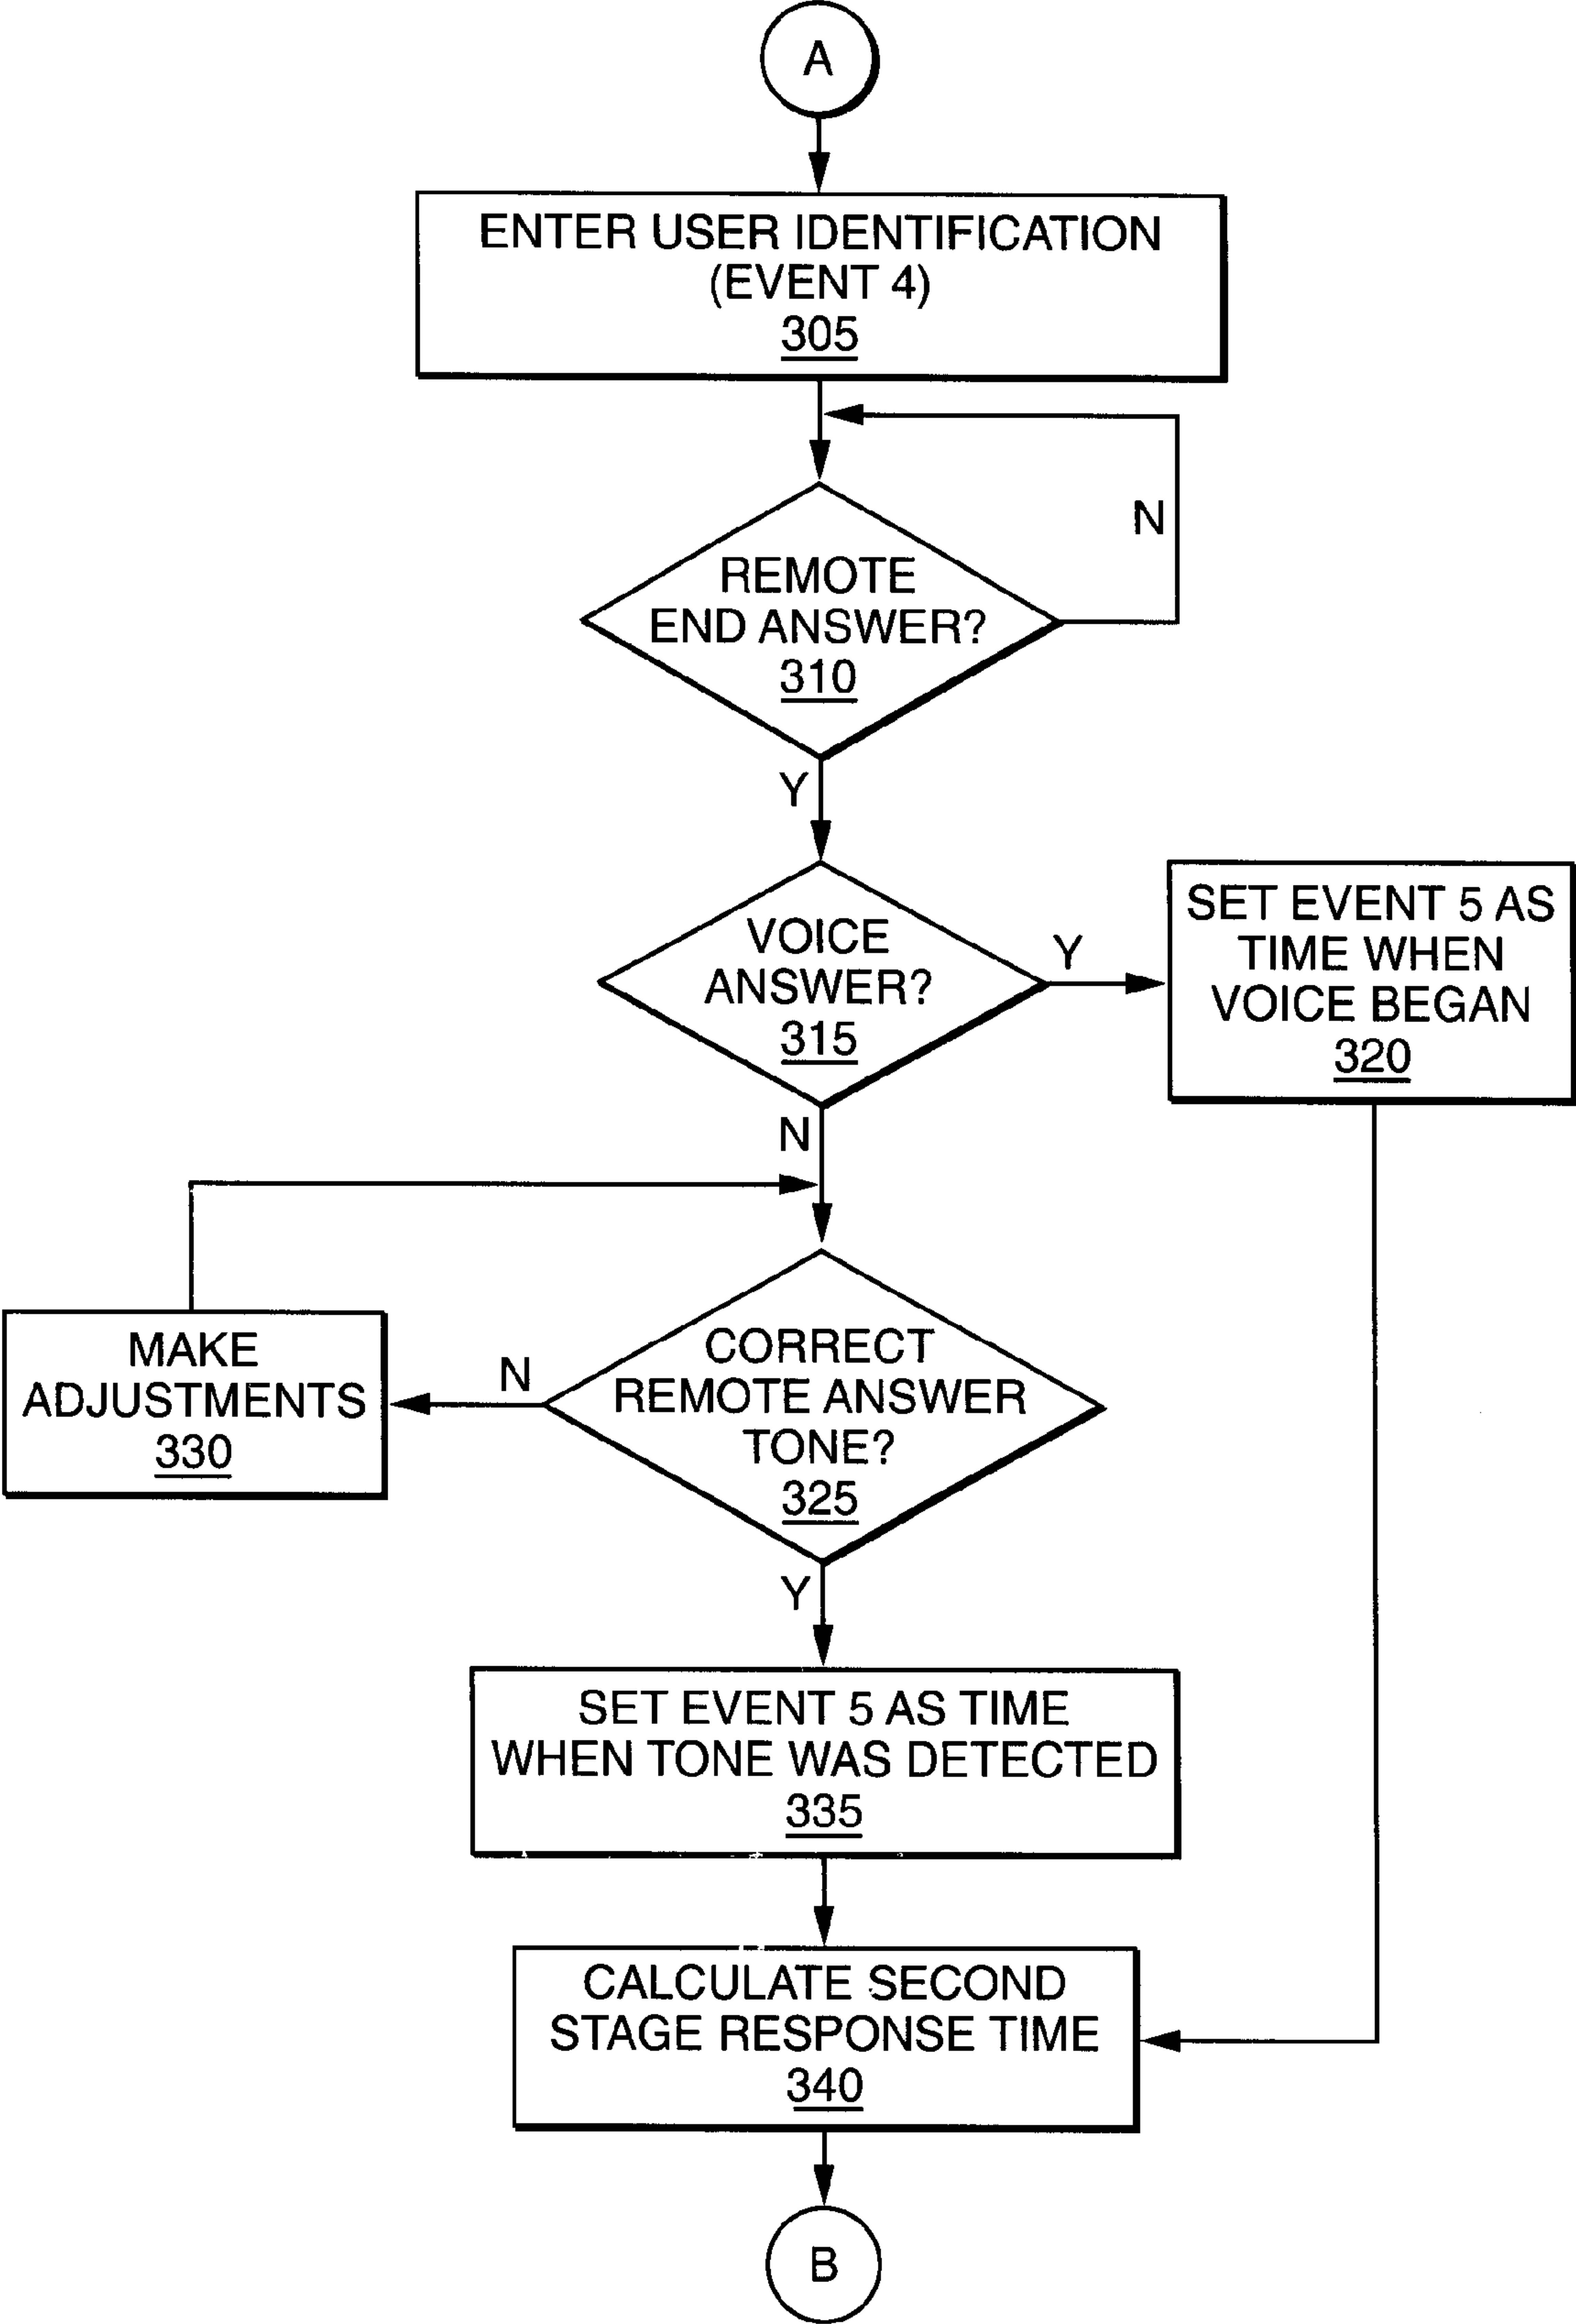 A
ENTER USER IDENTIFICATION
(EVENT 4)
305
N
REMOTE
END ANSWER?
310
Y
VOICE
ANSWER?
315
Y
SET EVENT 5 AS
TIME WHEN
VOICE BEGAN
320
N
MAKE
ADJUSTMENTS
330
N
CORRECT
REMOTE ANSWER
TONE?
325
Y
SET EVENT 5 AS TIME
WHEN TONE WAS DETECTED
335
CALCULATE SECOND
STAGE RESPONSE TIME
340
B